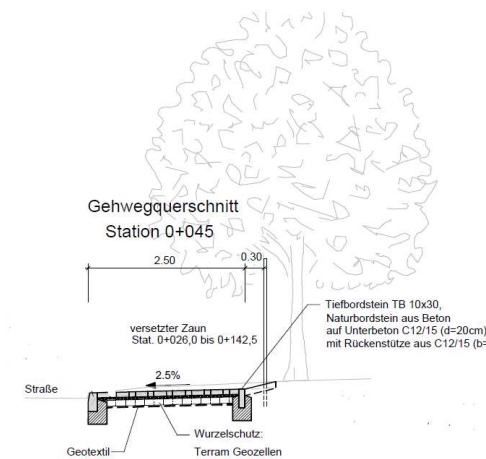 Gehwegquerschnitt
Station 0+045
2.50
0.30
Tiefbordstein TB 10x30,
Naturbordstein aus Beton
auf Unterbeton C12/15 (d=20cm)
mit Rückenstütze aus C12/15 (b=
versetzter Zaun
Stat. 0+026,0 bis 0+142,5
2.5%
Straße
Wurzelschutz:
Geotextil
Terram Geozellen